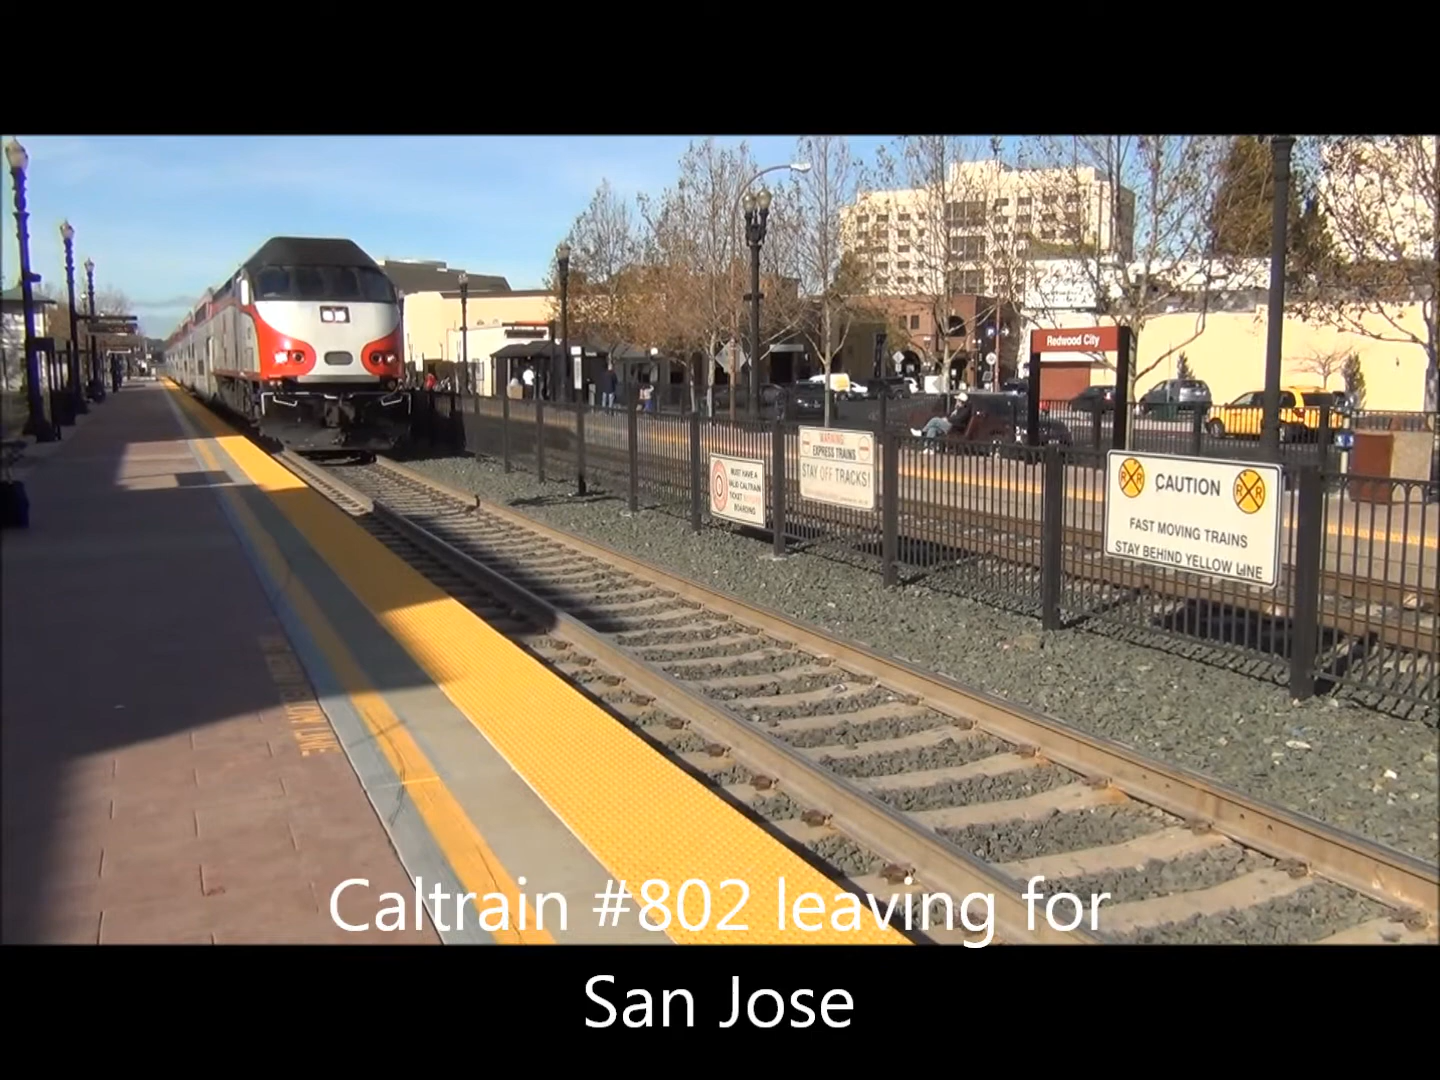 Redwood City
WARNING
EXPRESS TRAINS
STAY OFF TRACKS!
MUST HAVE A
VALID CALTRAIN
TICKET BEFORE
BOARDING
CAUTION
FAST MOVING TRAINS
STAY BEHIND YELLOW LINE
Caltrain #802 leaving for
San Jose